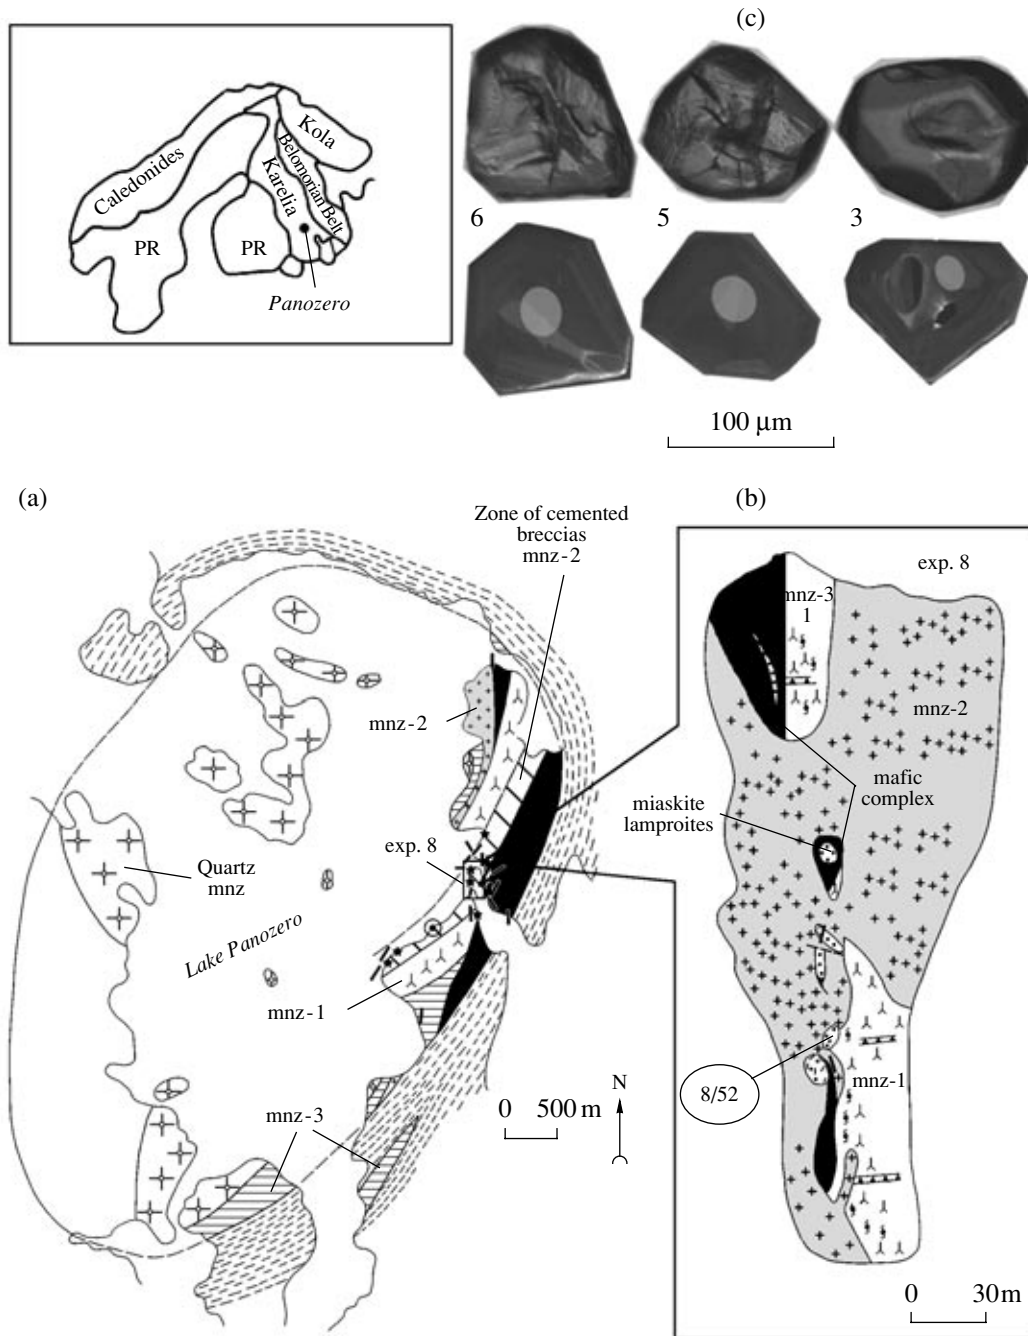 (c)
Caledonides
Kola
Belomorian Belt
Karelia
PR
PR
Panozero
6
5
3
100 µm
(a)
Zone of cemented
breccias
mnz-2
(b)
exp. 8
mnz-3
1
mnz-2
mnz-2
mafic
complex
miaskite
lamproites
exp. 8
Quartz
mnz
Lake Panozero
mnz-1
mnz-1
8/52
mnz-3
N
0 500 m
0 30 m